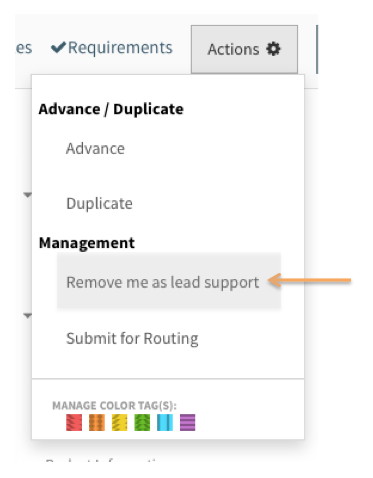 es ✔Requirements Actions
Advance / Duplicate
Advance
Duplicate
Management
Remove me as lead support
Submit for Routing
MANAGE COLOR TAG(S):